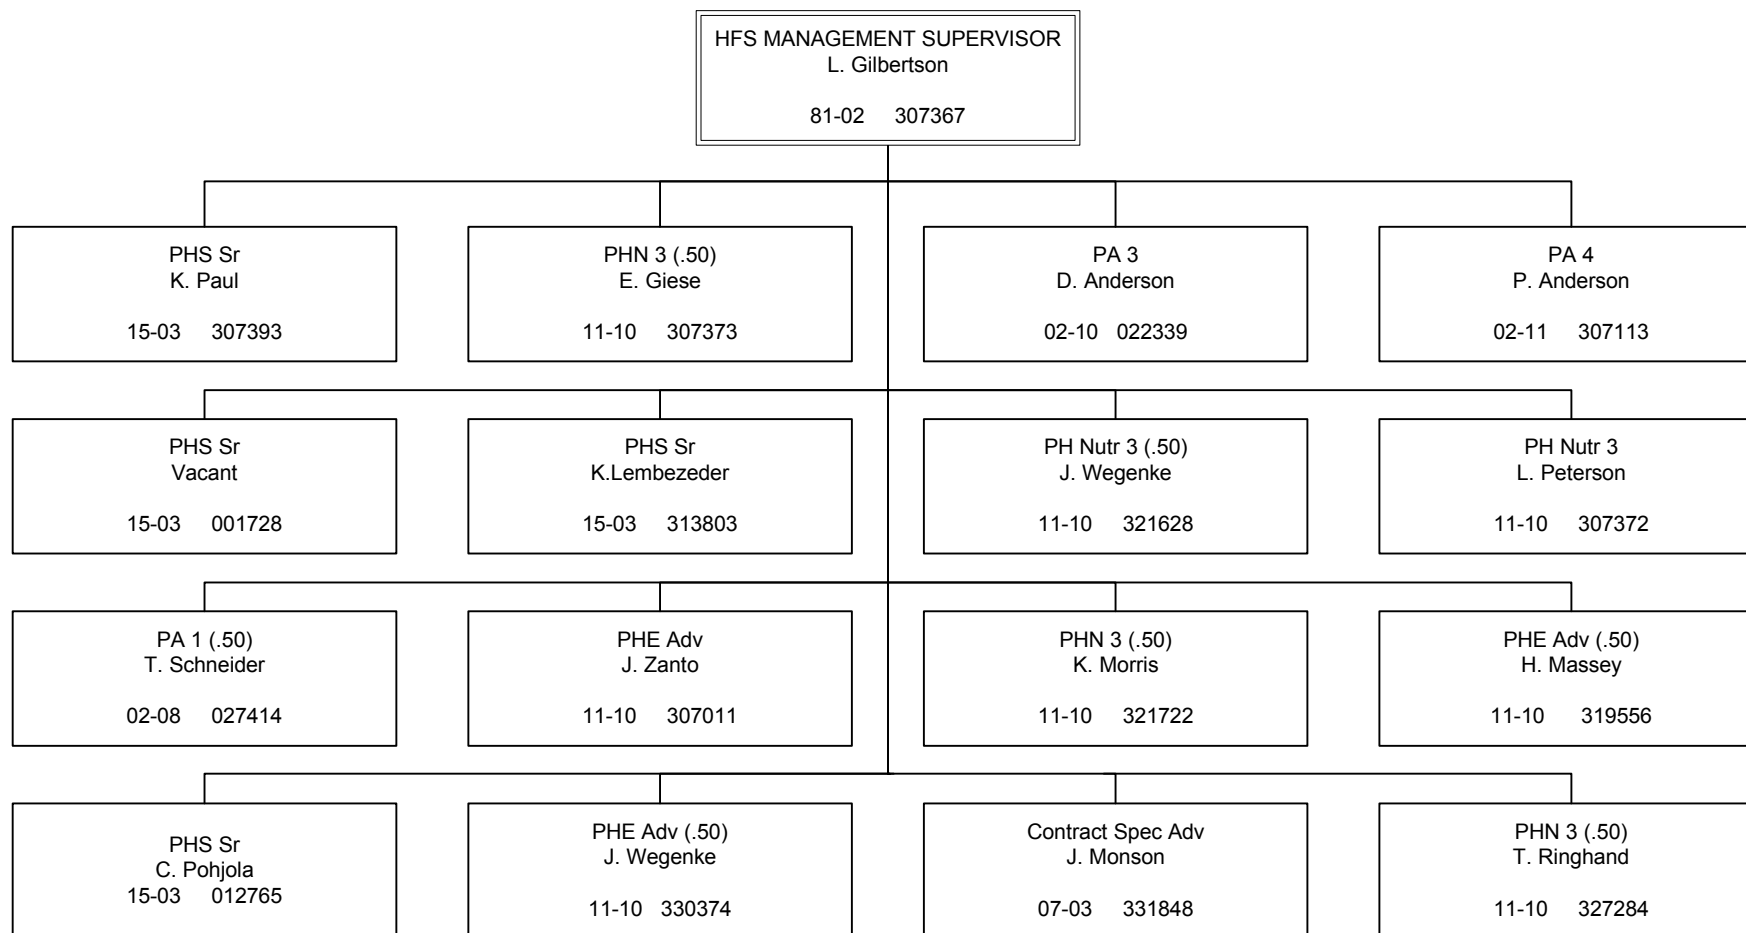 HFS MANAGEMENT SUPERVISOR
L. Gilbertson
81-02 307367
PHS Sr
K. Paul
15-03 307393
PHN 3 (.50)
E. Giese
11-10 307373
PA 3
D. Anderson
02-10 022339
PA 4
P. Anderson
02-11 307113
PHS Sr
Vacant
15-03 001728
PHS Sr
K.Lembezeder
15-03 313803
PH Nutr 3 (.50)
J. Wegenke
11-10 321628
PH Nutr 3
L. Peterson
11-10 307372
PA 1 (.50)
T. Schneider
02-08 027414
PHE Adv
J. Zanto
11-10 307011
PHN 3 (.50)
K. Morris
11-10 321722
PHE Adv (.50)
H. Massey
11-10 319556
PHS Sr
C. Pohjola
15-03 012765
PHE Adv (.50)
J. Wegenke
11-10 330374
Contract Spec Adv
J. Monson
07-03 331848
PHN 3 (.50)
T. Ringhand
11-10 327284